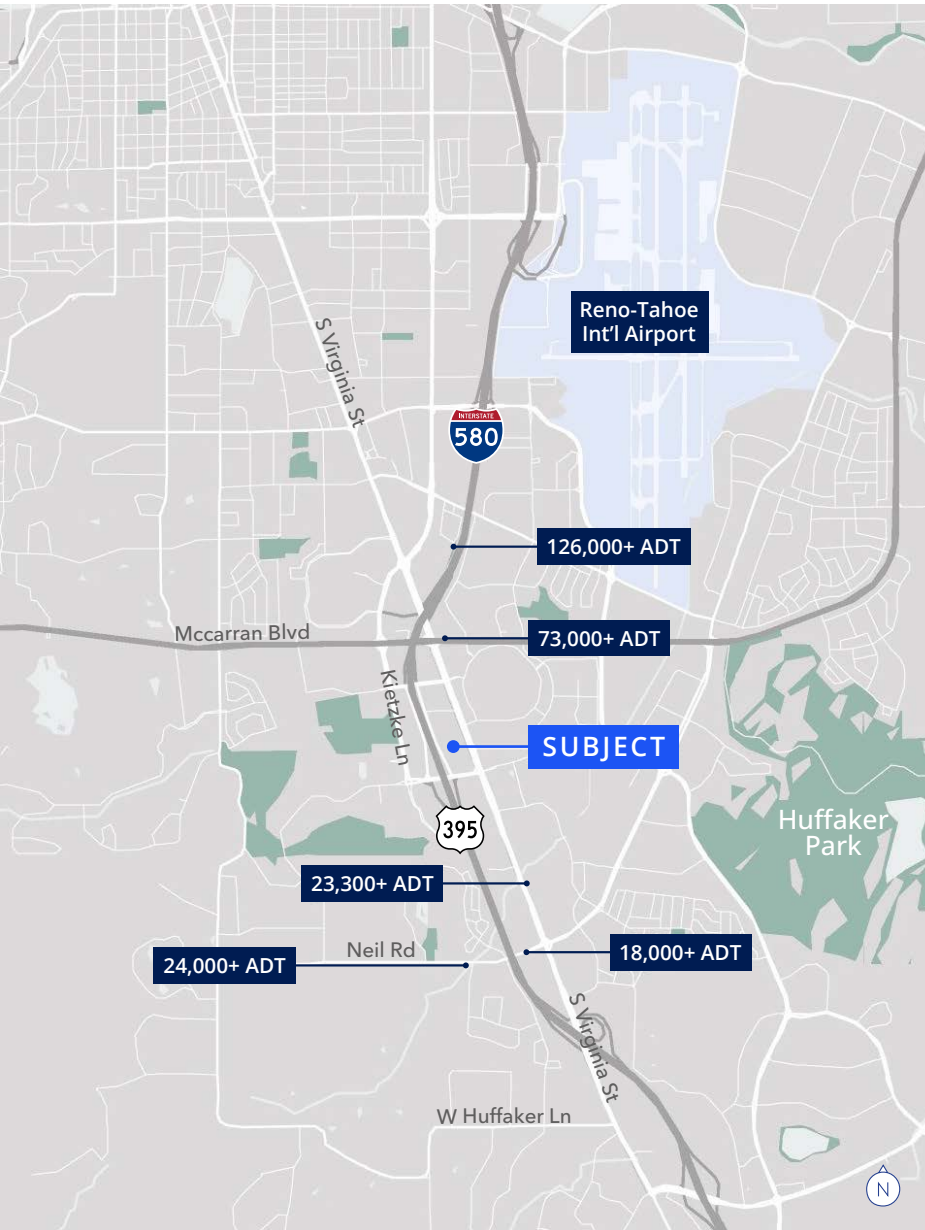 Reno-Tahoe
Int'l Airport
S Virginia St
INTERSTATE
580
126,000+ ADT
Mccarran Blvd
73,000+ ADT
Kietzke Ln
SUBJECT
395
Huffaker
Park
23,300+ ADT
Neil Rd
18,000+ ADT
24,000+ ADT
S Virginia St
W Huffaker Ln
N